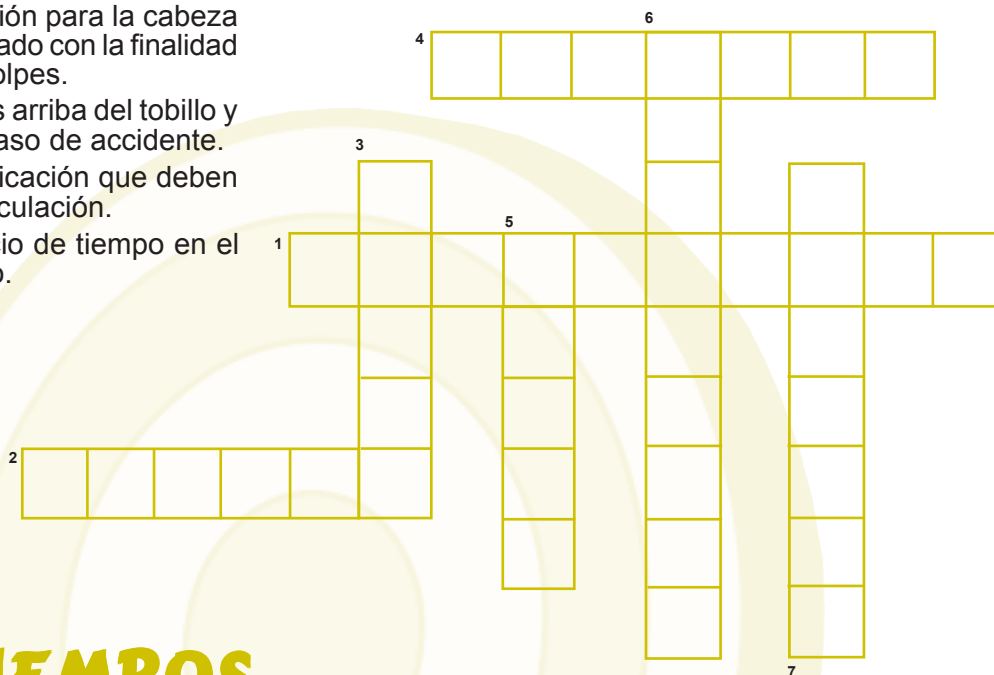 ión para la cabeza
ado con la finalidad
olpes.
s arriba del tobillo y
aso de accidente.
icación que deben
culación.
io de tiempo en el
o.
6
4
3
5
1
2
7
IEMPOS